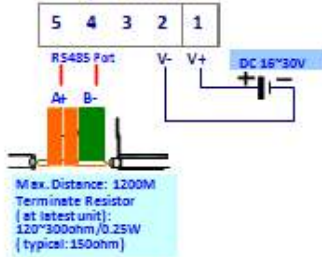 5 4 3 2 1
RS485 Port V- V+ DC 16~30V
+ -
A+ B-
Max. Distance: 1200M
Terminate Resistor
( at latest unit):
120~300ohm/0.25W
( typical:150ohm)